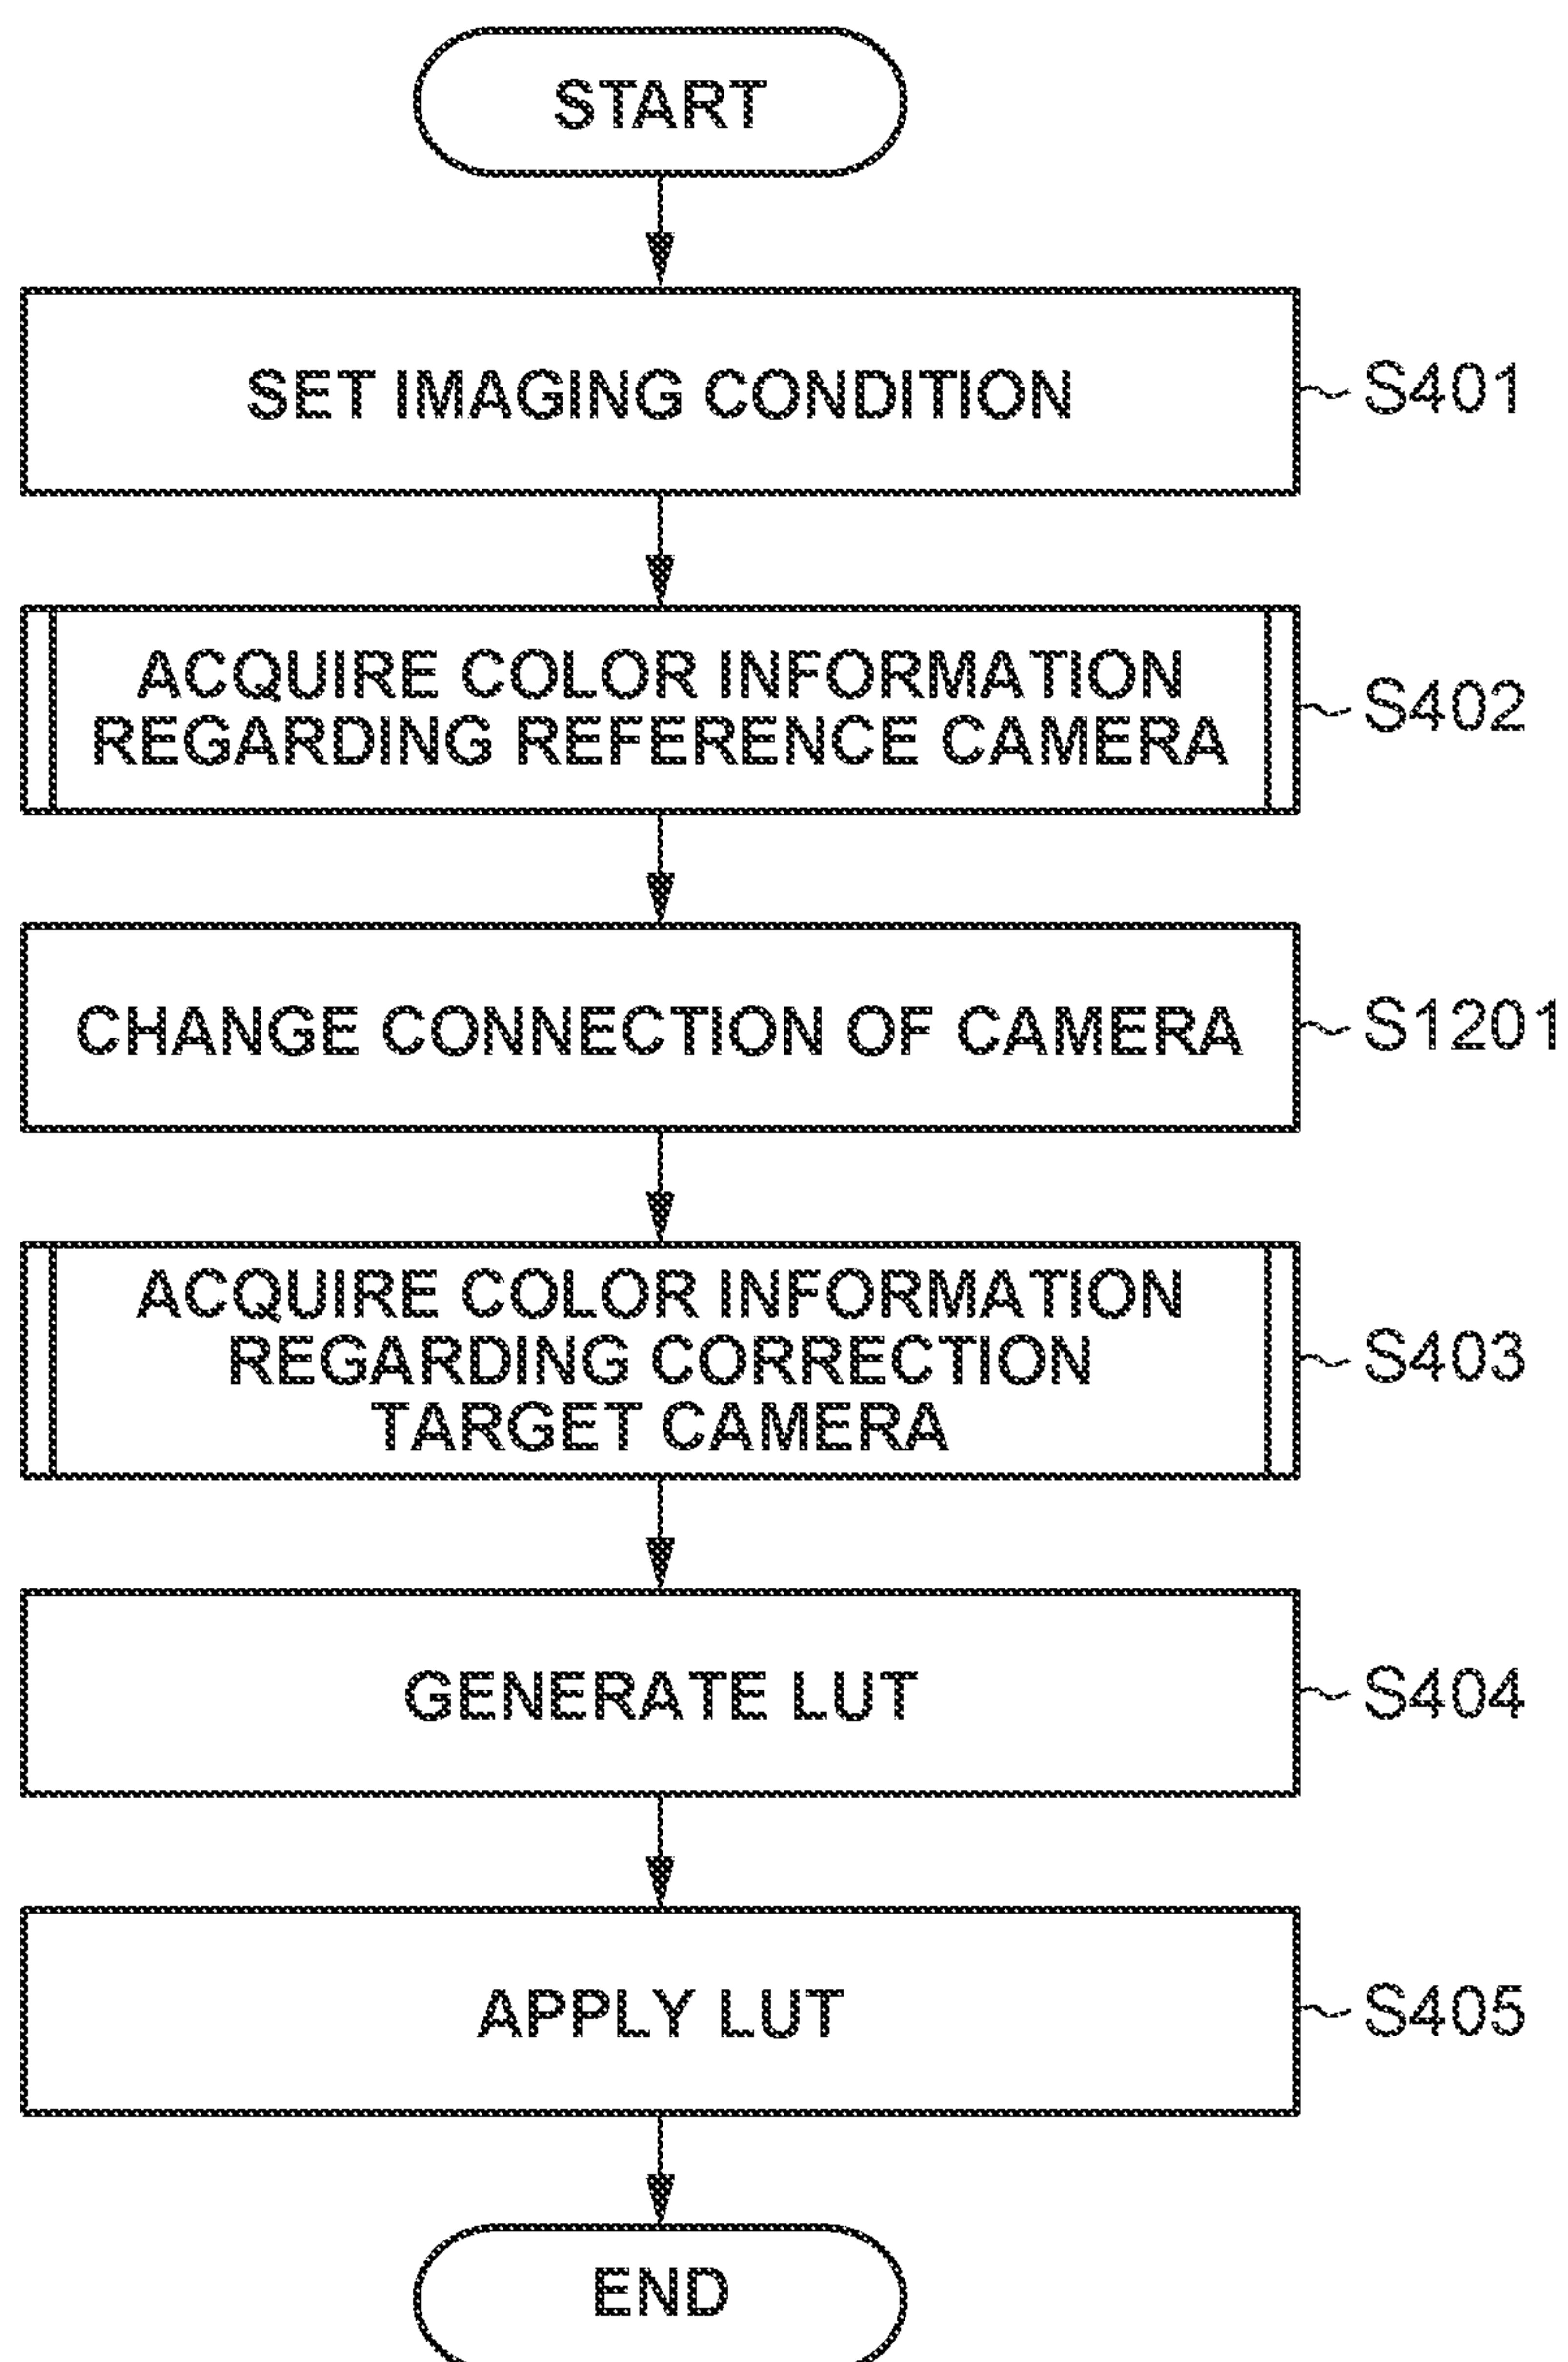 START
SET IMAGING CONDITION
S401
ACQUIRE COLOR INFORMATION
REGARDING REFERENCE CAMERA
S402
CHANGE CONNECTION OF CAMERA
S1201
ACQUIRE COLOR INFORMATION
REGARDING CORRECTION
TARGET CAMERA
S403
GENERATE LUT
S404
APPLY LUT
S405
END